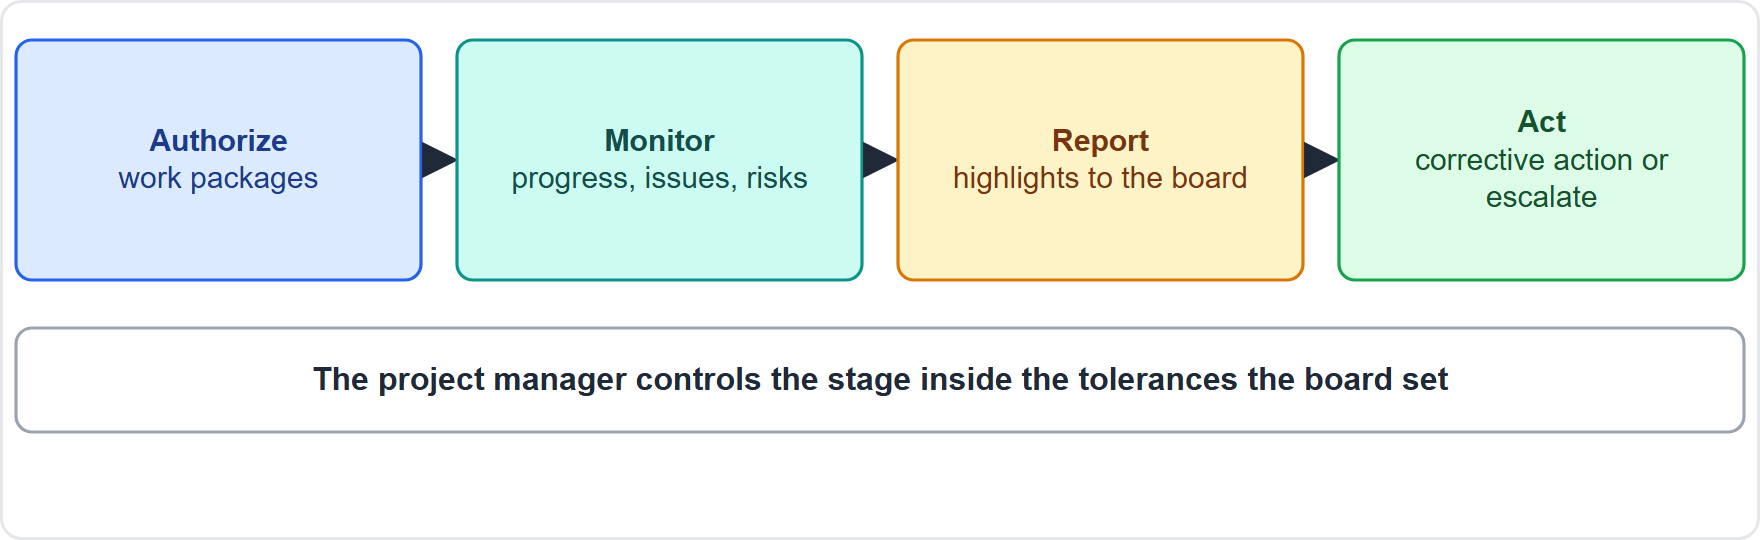 Authorize
work packages
Monitor
progress, issues, risks
Report
highlights to the board
Act
corrective action or
escalate
The project manager controls the stage inside the tolerances the board set